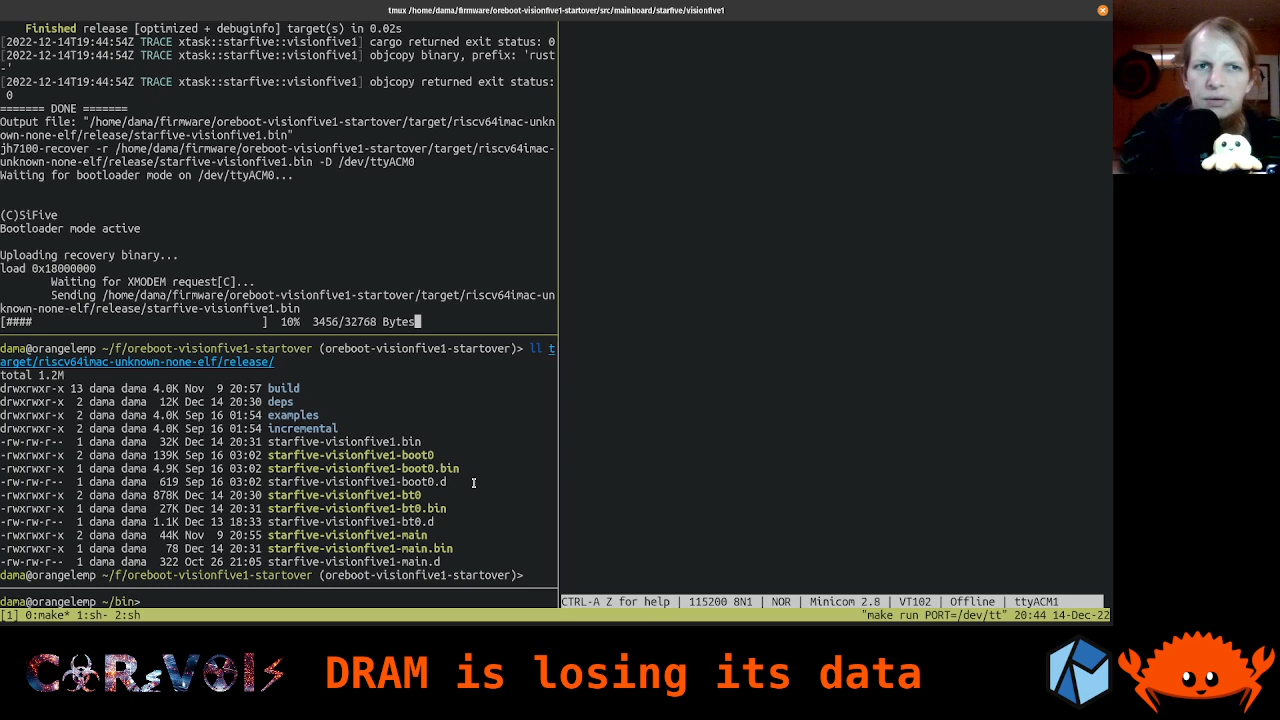 tmux /home/dama/firmware/oreboot-visionfive1-startover/src/mainboard/starfive/visionfive1
Finished release [optimized + debuginfo] target(s) in 0.02s
[2022-12-14T19:44:54Z TRACE xtask::starfive::visionfive1] cargo returned exit status: 0
[2022-12-14T19:44:54Z TRACE xtask::starfive::visionfive1] objcopy binary, prefix: 'rust
-'
[2022-12-14T19:44:54Z TRACE xtask::starfive::visionfive1] objcopy returned exit status:
0
======= DONE =======
Output file: "/home/dama/firmware/oreboot-visionfive1-startover/target/riscv64imac-unkn
own-none-elf/release/starfive-visionfive1.bin"
jh7100-recover -r /home/dama/firmware/oreboot-visionfive1-startover/target/riscv64imac-
unknown-none-elf/release/starfive-visionfive1.bin -D /dev/ttyACM0
Waiting for bootloader mode on /dev/ttyACM0...
(C)SiFive
Bootloader mode active
Uploading recovery binary...
load 0x18000000
Waiting for XMODEM request[C]...
Sending /home/dama/firmware/oreboot-visionfive1-startover/target/riscv64imac-un
known-none-elf/release/starfive-visionfive1.bin
[#### ] 10% 3456/32768 Bytes
dama@orangelemp ~/f/oreboot-visionfive1-startover (oreboot-visionfive1-startover)> ll t
arget/riscv64imac-unknown-none-elf/release/
total 1.2M
drwxrwxr-x 13 dama dama 4.0K Nov 9 20:57 build
drwxrwxr-x 2 dama dama 12K Dec 14 20:30 deps
drwxrwxr-x 2 dama dama 4.0K Sep 16 01:54 examples
drwxrwxr-x 2 dama dama 4.0K Sep 16 01:54 incremental
-rw-rw-r-- 1 dama dama 32K Dec 14 20:31 starfive-visionfive1.bin
-rwxrwxr-x 2 dama dama 139K Sep 16 03:02 starfive-visionfive1-boot0
-rwxrwxr-x 1 dama dama 4.9K Sep 16 03:02 starfive-visionfive1-boot0.bin
-rw-rw-r-- 1 dama dama 619 Sep 16 03:02 starfive-visionfive1-boot0.d
-rwxrwxr-x 2 dama dama 878K Dec 14 20:30 starfive-visionfive1-bt0
-rwxrwxr-x 1 dama dama 27K Dec 14 20:31 starfive-visionfive1-bt0.bin
-rw-rw-r-- 1 dama dama 1.1K Dec 13 18:33 starfive-visionfive1-bt0.d
-rwxrwxr-x 2 dama dama 44K Nov 9 20:55 starfive-visionfive1-main
-rwxrwxr-x 1 dama dama 78 Dec 14 20:31 starfive-visionfive1-main.bin
-rw-rw-r-- 1 dama dama 322 Oct 26 21:05 starfive-visionfive1-main.d
dama@orangelemp ~/f/oreboot-visionfive1-startover (oreboot-visionfive1-startover)>
dama@orangelemp ~/bin>
CTRL-A Z for help | 115200 8N1 | NOR | Minicom 2.8 | VT102 | Offline | ttyACM1
[1] 0:make* 1:sh- 2:sh "make run PORT=/dev/tt" 20:44 14-Dec-22
DRAM is losing its data